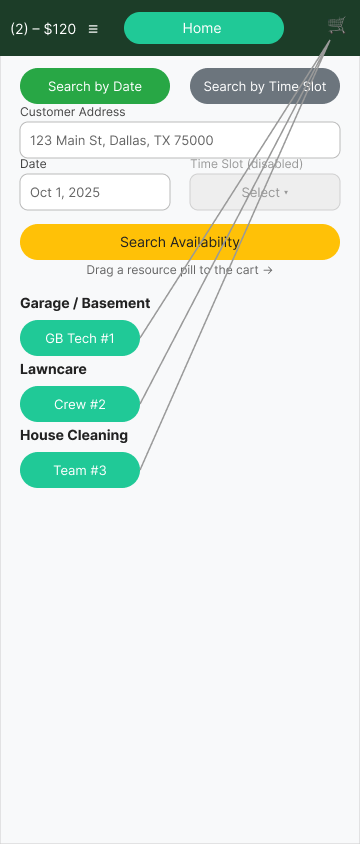 (2) – $120 ≡ Home 🛒
Search by Date Search by Time Slot
Customer Address
123 Main St, Dallas, TX 75000
Date Time Slot (disabled)
Oct 1, 2025 Select ▾
Search Availability
Drag a resource pill to the cart →
Garage / Basement
GB Tech #1
Lawncare
Crew #2
House Cleaning
Team #3